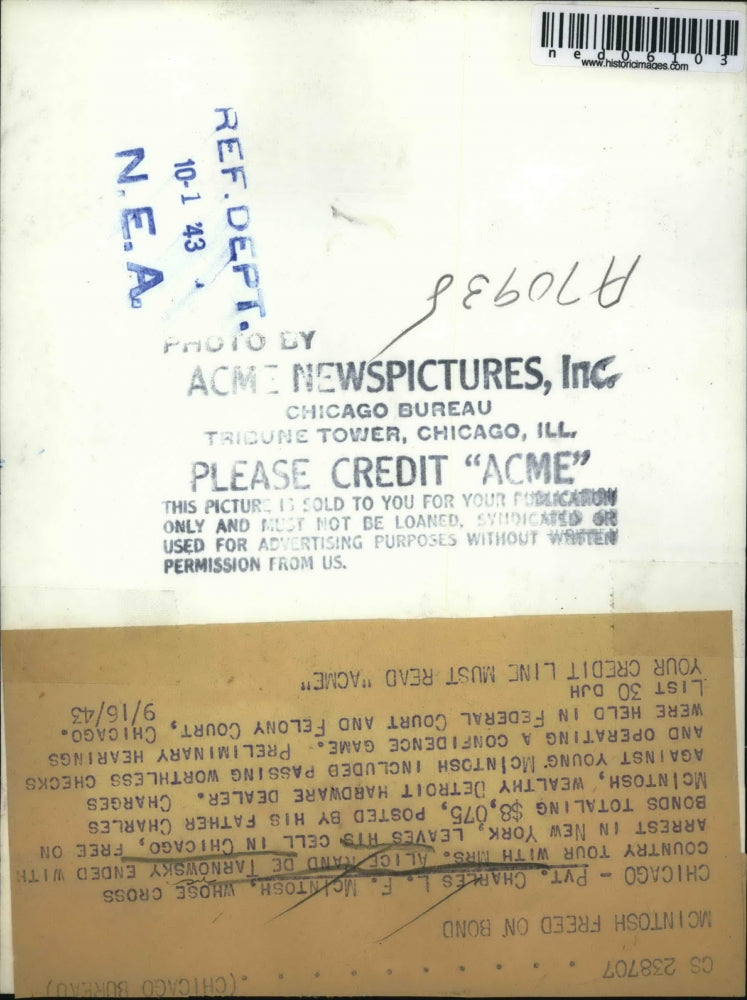 ned06103
www.historicimages.com
REF. DEPT.
10-1 '43
N.E.A.
PHOTO BY
ACME NEWSPICTURES, Inc.
CHICAGO BUREAU
TRIBUNE TOWER, CHICAGO, ILL.
PLEASE CREDIT “ACME”
THIS PICTURE IS SOLD TO YOU FOR YOUR PUBLICATION
ONLY AND MUST NOT BE LOANED, SYNDICATED OR
USED FOR ADVERTISING PURPOSES WITHOUT WRITTEN
PERMISSION FROM US.
CS 238707 . . . . . . . . . . (CHICAGO BUREAU)
MCINTOSH FREED ON BOND
CHICAGO - PVT. CHARLES L. F. MCINTOSH, WHOSE CROSS
COUNTRY TOUR WITH MRS. ALICE RAND DE TARNOWSKY ENDED WITH
ARREST IN NEW YORK, LEAVES HIS CELL IN CHICAGO, FREE ON
BONDS TOTALING $8,075, POSTED BY HIS FATHER CHARLES
MCINTOSH, WEALTHY DETROIT HARDWARE DEALER. CHARGES
AGAINST YOUNG MCINTOSH INCLUDED PASSING WORTHLESS CHECKS
AND OPERATING A CONFIDENCE GAME. PRELIMINARY HEARINGS
WERE HELD IN FEDERAL COURT AND FELONY COURT, CHICAGO.
LIST 30 DJH 9/16/43
YOUR CREDIT LINE MUST READ "ACME"